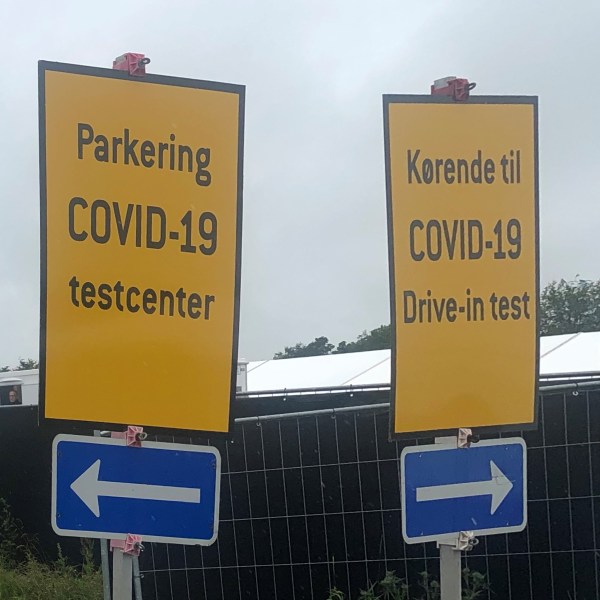 Parkering
COVID-19
testcenter
Kørende til
COVID-19
Drive-in test